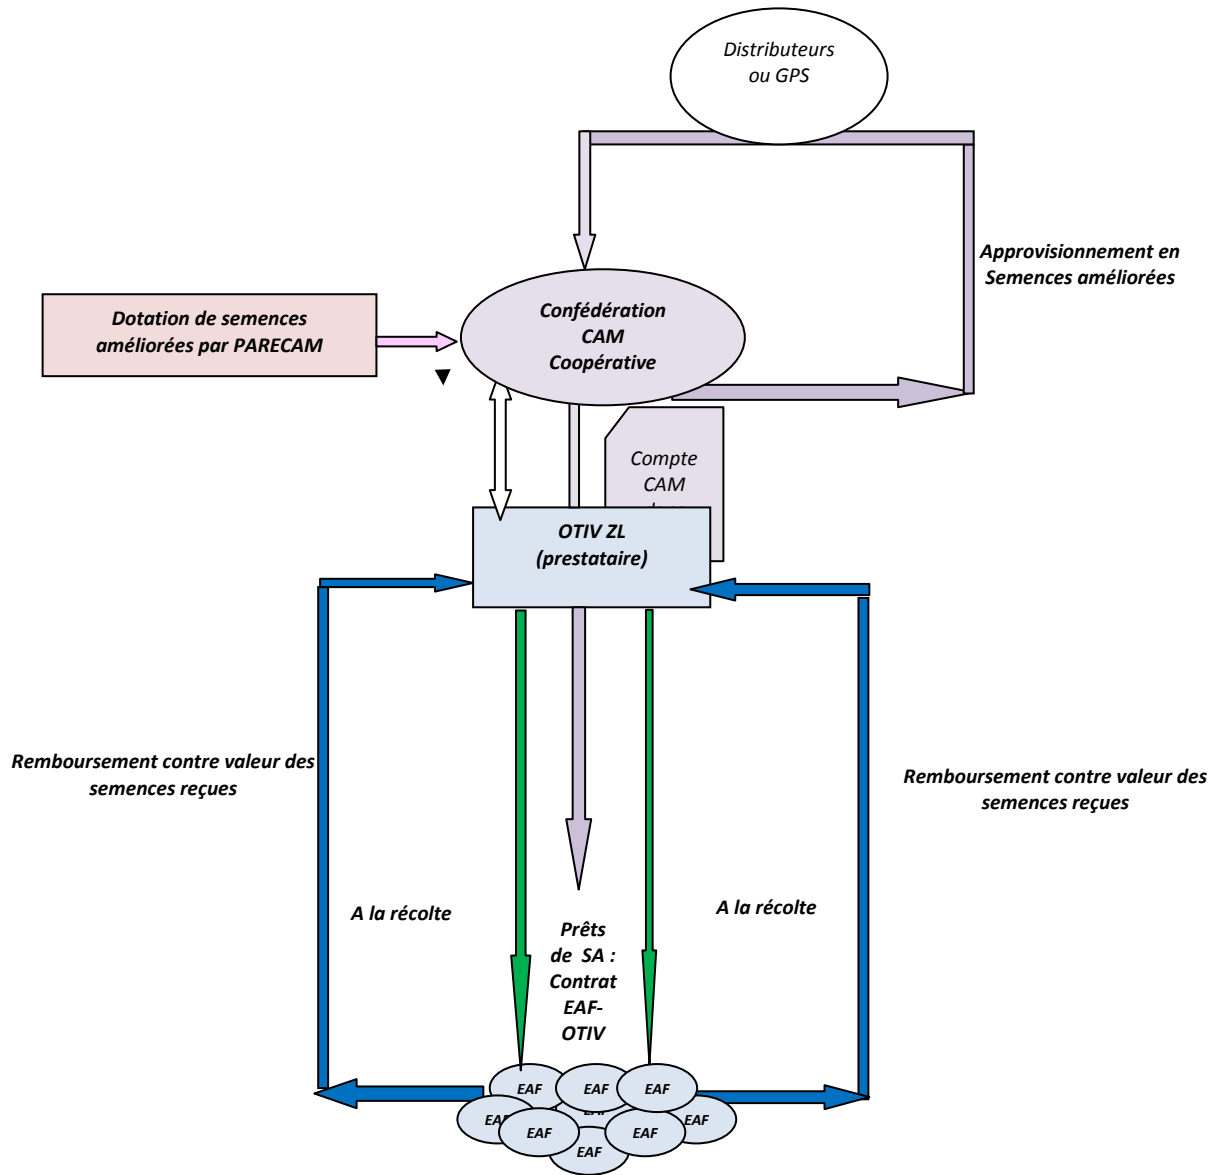 Distributeurs
ou GPS
Approvisionnement en
Semences améliorées
Dotation de semences
améliorées par PARECAM
Confédération
CAM
Coopérative
Compte
CAM
OTIV ZL
(prestataire)
Remboursement contre valeur des
semences reçues
Remboursement contre valeur des
semences reçues
A la récolte
A la récolte
Prêts
de SA :
Contrat
EAF-
OTIV
EAF
EAF
EAF
EAF
EAF
EAF
EAF
EAF